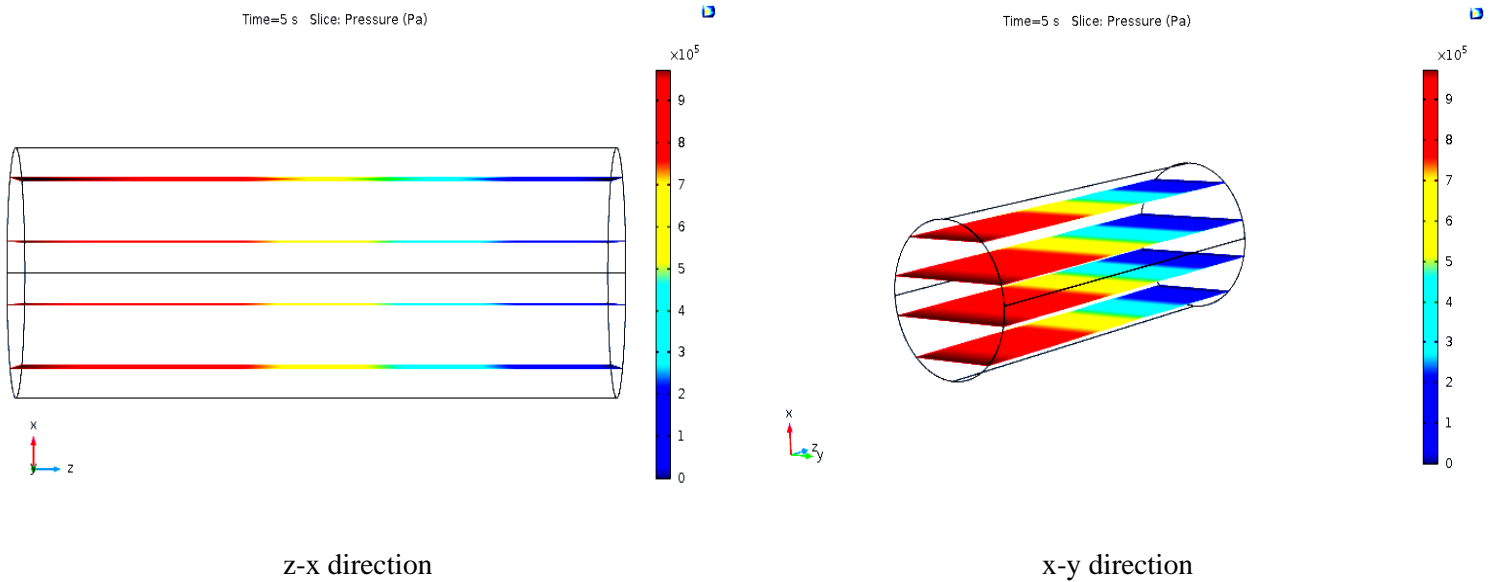 Time=5 s Slice: Pressure (Pa)
×10⁵
9
8
7
6
5
4
3
2
1
0
x
y
z
z-x direction
Time=5 s Slice: Pressure (Pa)
×10⁵
9
8
7
6
5
4
3
2
1
0
x
z
y
x-y direction